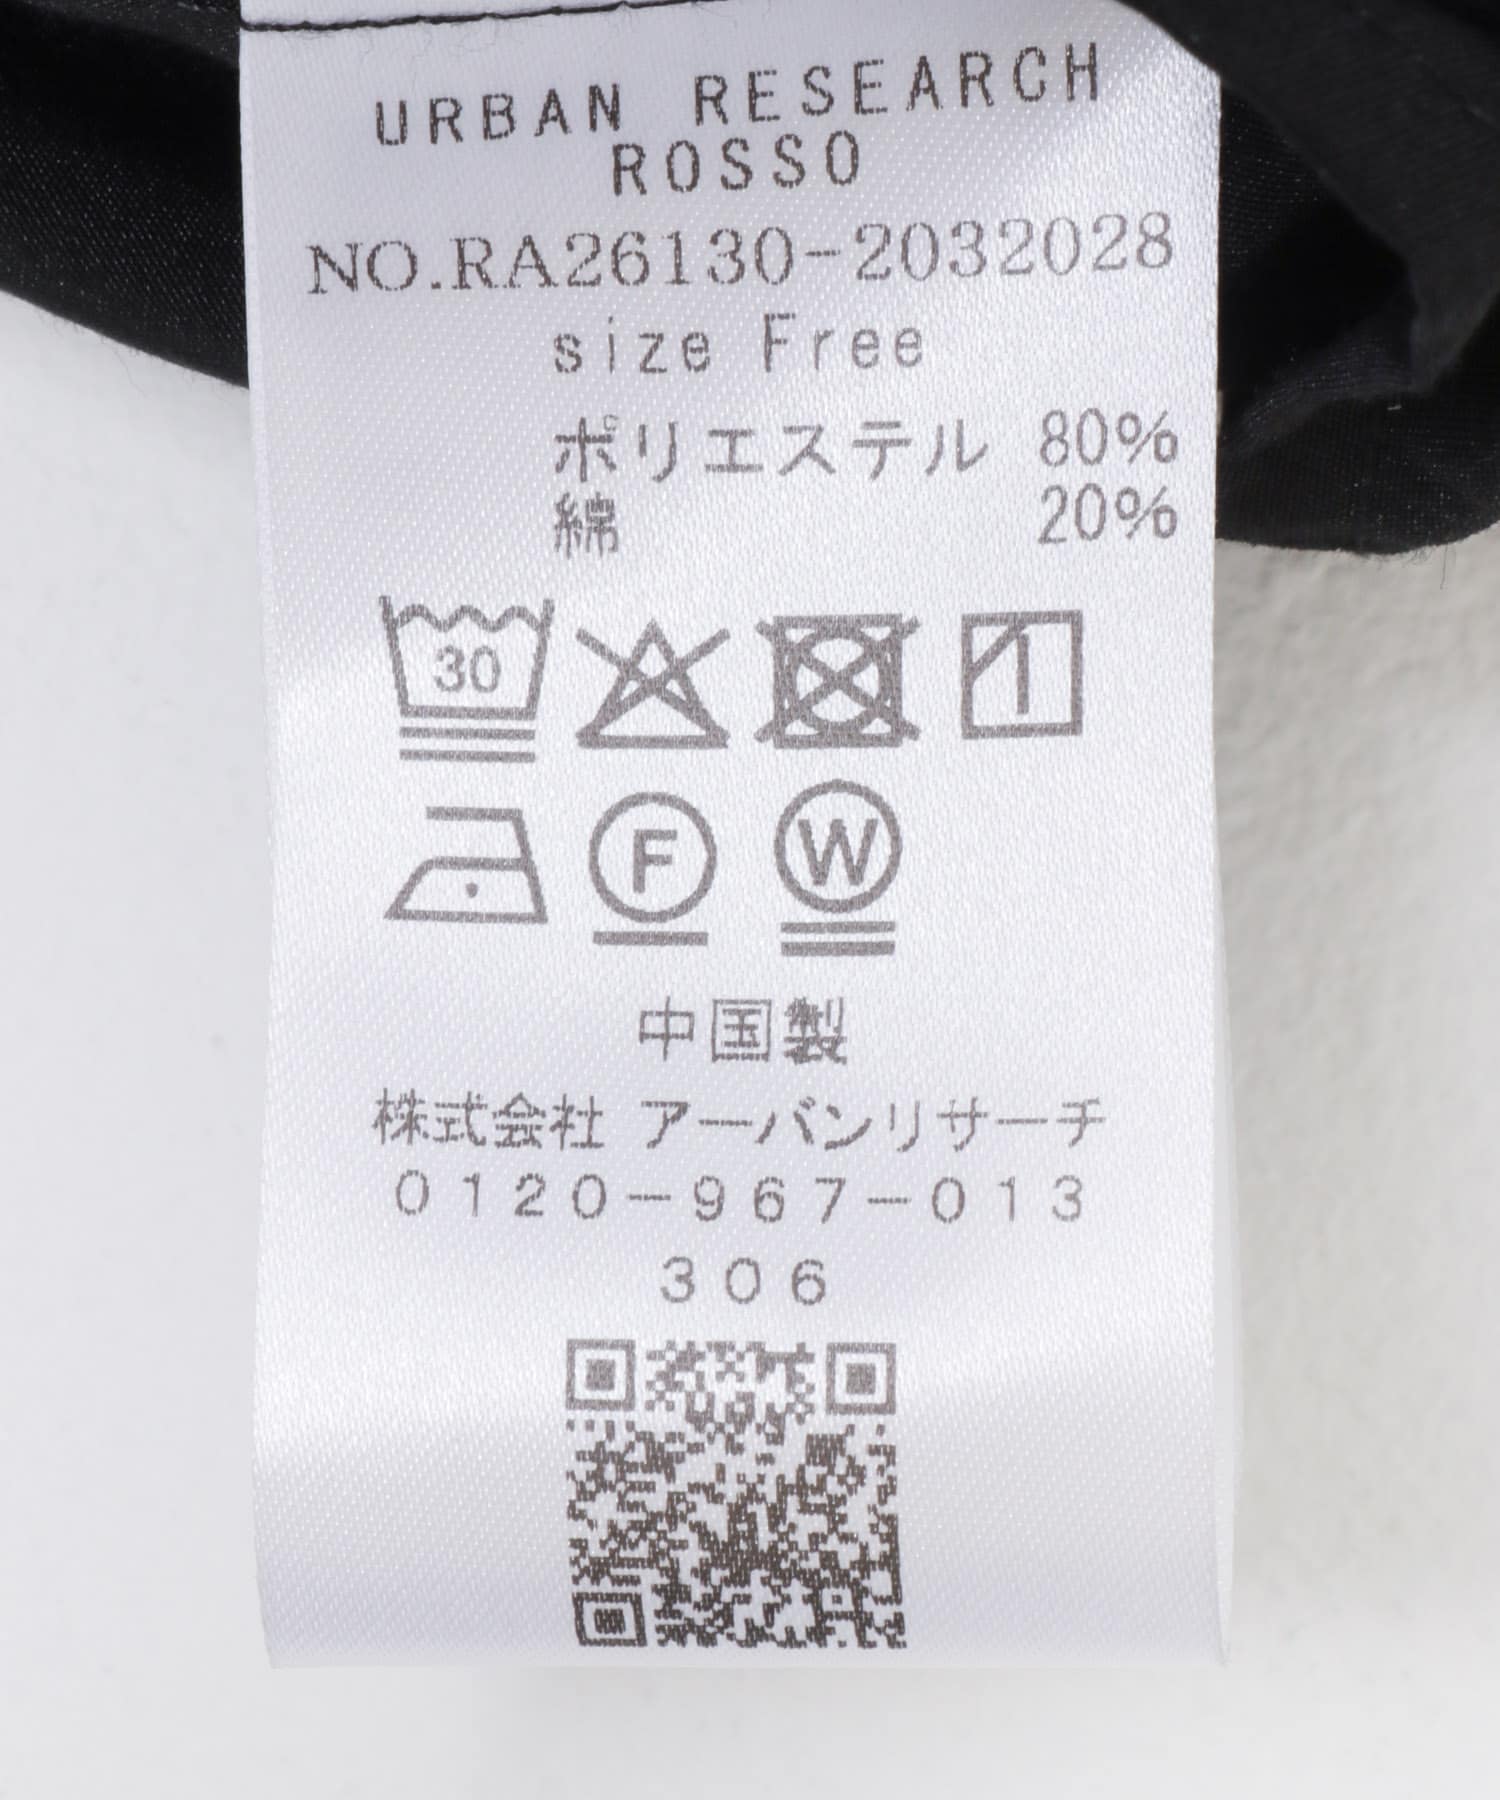 URBAN RESEARCH
ROSSO
NO.RA26130-2032028
size Free
ポリエステル 80%
綿 20%
30
F W
中国製
株式会社 アーバンリサーチ
0120-967-013
306